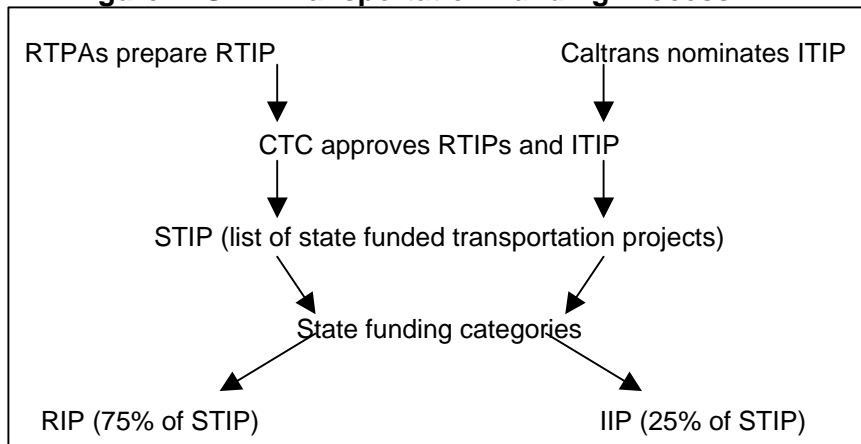 RTPAs prepare RTIP
Caltrans nominates ITIP
CTC approves RTIPs and ITIP
STIP (list of state funded transportation projects)
State funding categories
RIP (75% of STIP)
IIP (25% of STIP)